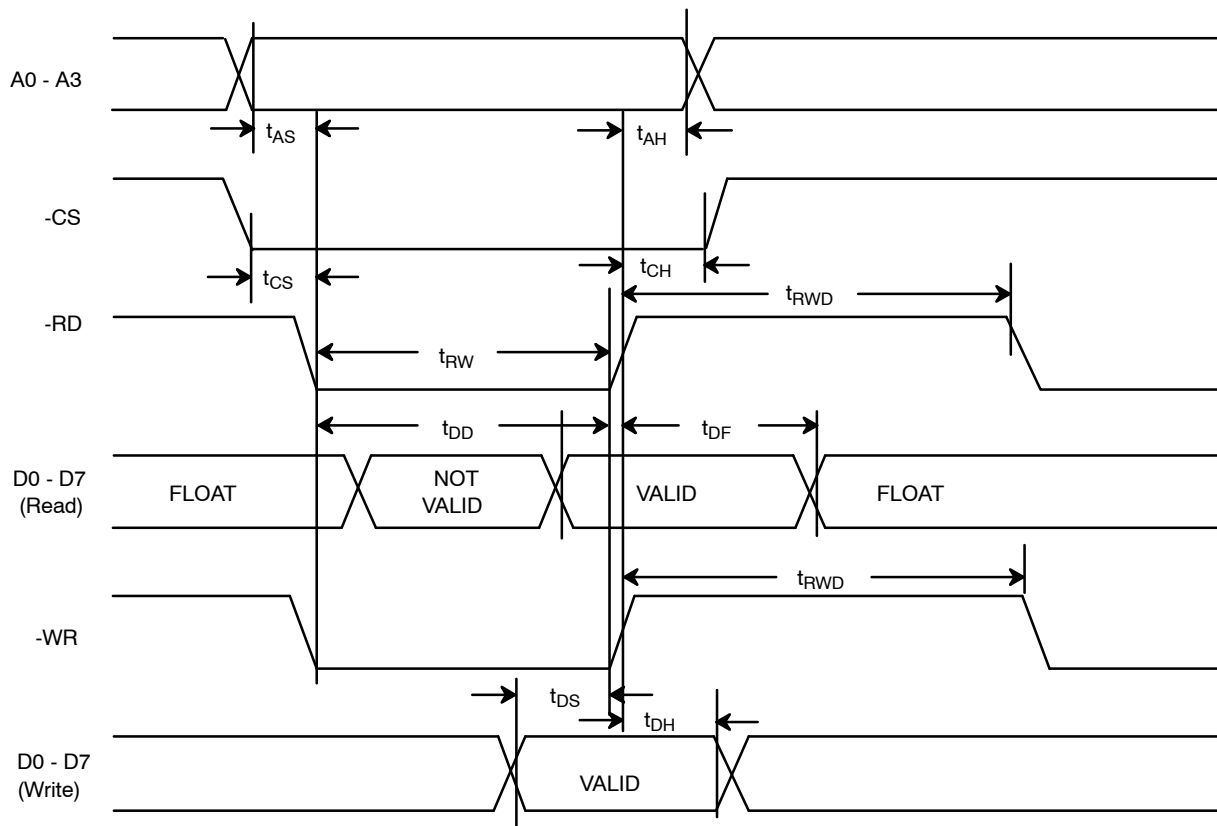 A0 - A3
tAS
tAH
-CS
tCS
tCH
tRWD
-RD
tRW
tDD
tDF
D0 - D7
(Read)
FLOAT
NOT
VALID
VALID
FLOAT
tRWD
-WR
tDS
tDH
D0 - D7
(Write)
VALID